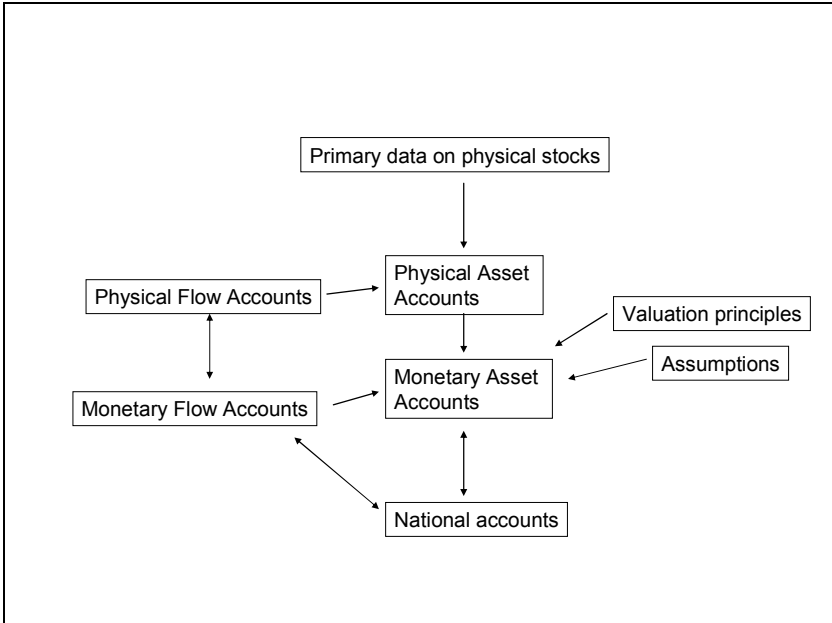 Primary data on physical stocks
Physical Asset
Accounts
Physical Flow Accounts
Valuation principles
Assumptions
Monetary Asset
Accounts
Monetary Flow Accounts
National accounts